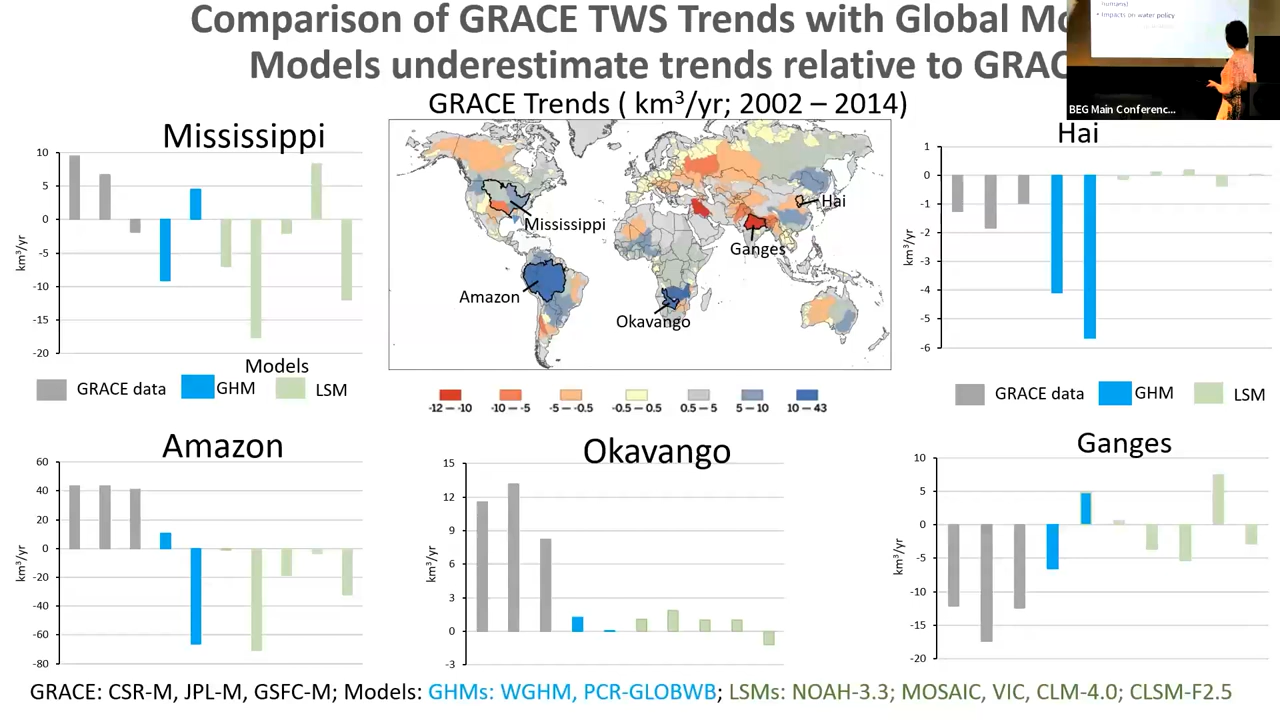 Comparison of GRACE TWS Trends with Global
Models underestimate trends relative to
humans)
• Impacts on water policy
BEG Main Conferenc...
GRACE Trends ( km³/yr; 2002 – 2014)
Mississippi
10
5
0
-5
-10
-15
-20
km³/yr
Models
GRACE data
GHM
LSM
Mississippi
Amazon
Okavango
Ganges
Hai
-12 — -10
-10 — -5
-5 — -0.5
-0.5 — 0.5
0.5 — 5
5 — 10
10 — 43
Hai
1
0
-1
-2
-3
-4
-5
-6
km³/yr
GRACE data
GHM
LSM
Amazon
60
40
20
0
-20
-40
-60
-80
km³/yr
Okavango
15
12
9
6
3
0
-3
km³/yr
Ganges
10
5
0
-5
-10
-15
-20
km³/yr
GRACE: CSR-M, JPL-M, GSFC-M; Models: GHMs: WGHM, PCR-GLOBWB; LSMs: NOAH-3.3; MOSAIC, VIC, CLM-4.0; CLSM-F2.5